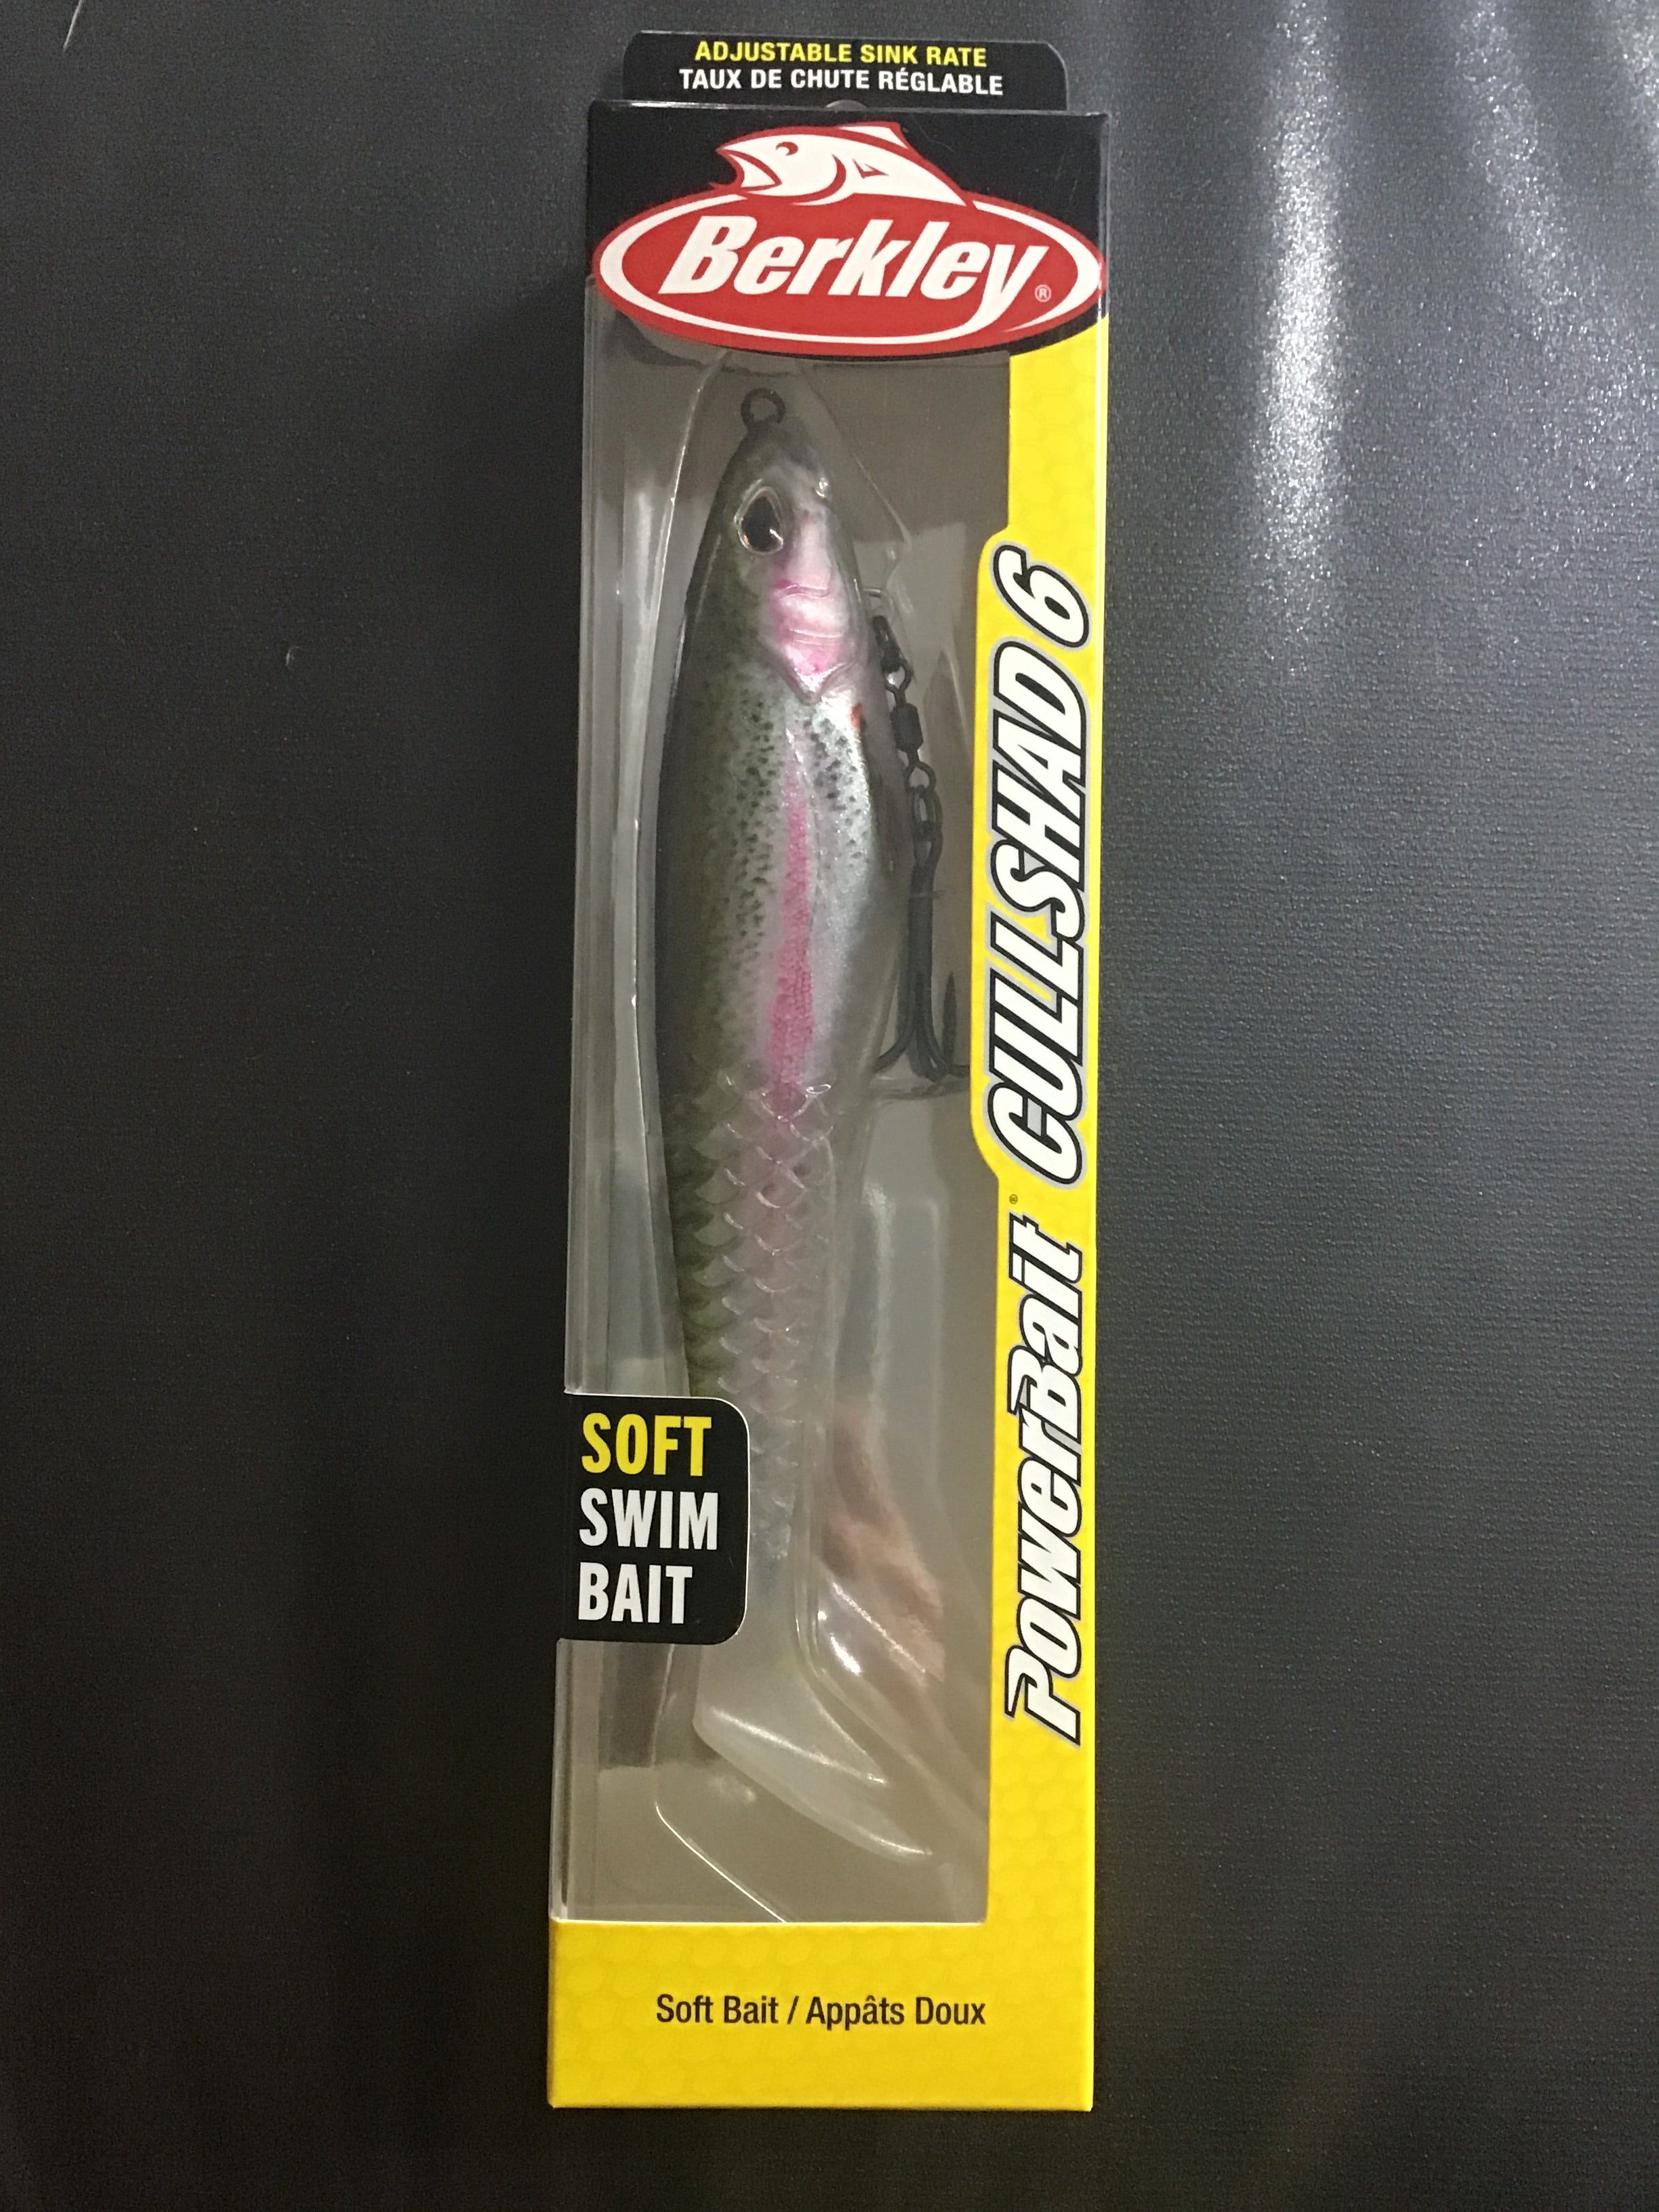 ADJUSTABLE SINK RATE
TAUX DE CHUTE RÉGLABLE
Berkley®
PowerBait® CULLSHAD 6
SOFT
SWIM
BAIT
Soft Bait / Appâts Doux